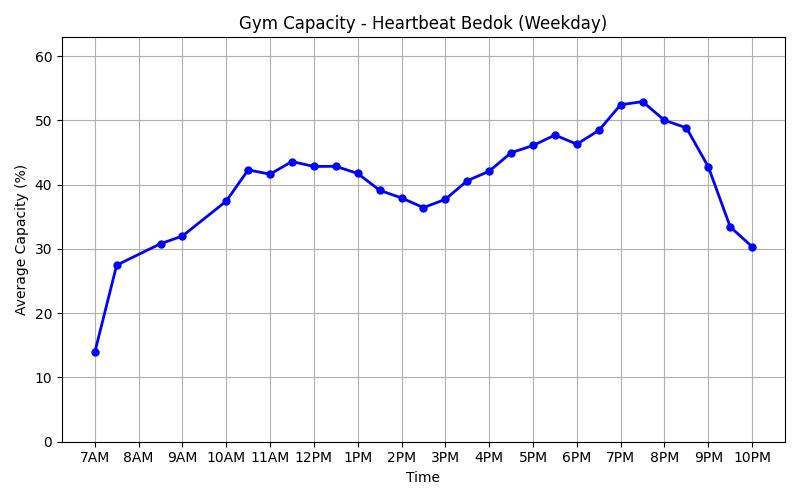 Gym Capacity - Heartbeat Bedok (Weekday)
60
50
40
30
20
10
0
Average Capacity (%)
7AM 8AM 9AM 10AM 11AM 12PM 1PM 2PM 3PM 4PM 5PM 6PM 7PM 8PM 9PM 10PM
Time